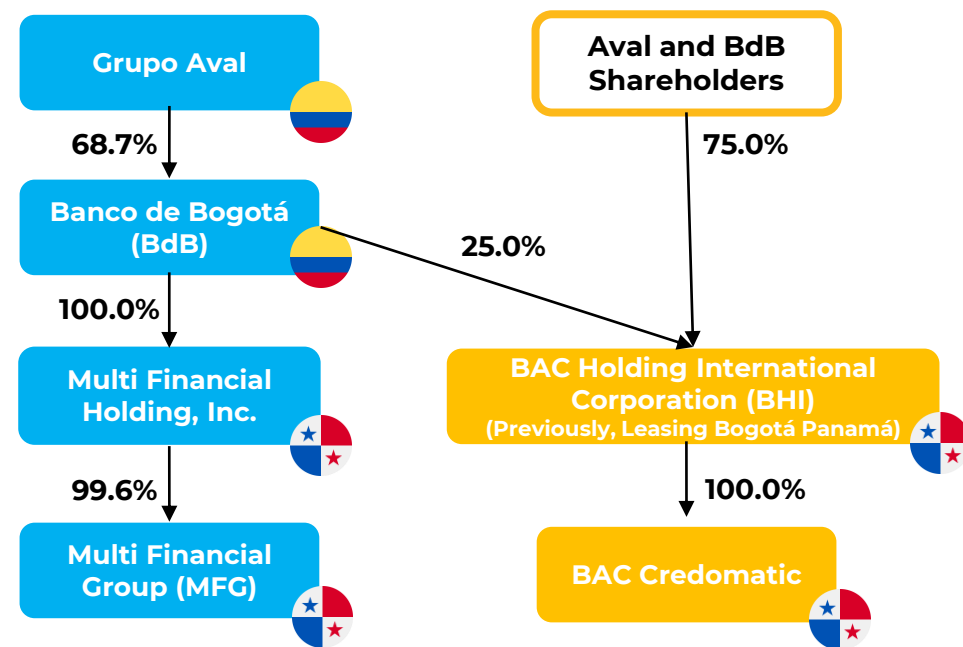 Grupo Aval
Aval and BdB
Shareholders
68.7%
75.0%
Banco de Bogotá
(BdB)
25.0%
100.0%
Multi Financial
Holding, Inc.
BAC Holding International
Corporation (BHI)
(Previously, Leasing Bogotá Panamá)
99.6%
100.0%
Multi Financial
Group (MFG)
BAC Credomatic